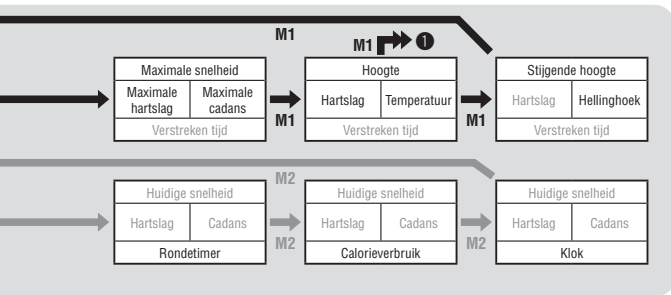 M1
M1 ❶
Maximale snelheid
Maximale hartslag
Maximale cadans
Verstreken tijd
M1
Hoogte
Hartslag
Temperatuur
Verstreken tijd
M1
Stijgende hoogte
Hartslag
Hellinghoek
Verstreken tijd
M2
Huidige snelheid
Hartslag
Cadans
Rondetimer
M2
Huidige snelheid
Hartslag
Cadans
Calorieverbruik
M2
Huidige snelheid
Hartslag
Cadans
Klok